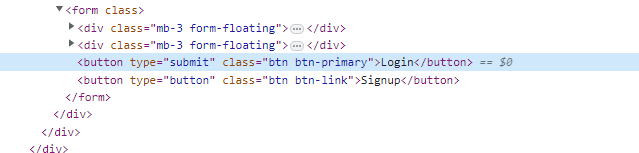 ▼<form class>
▶<div class="mb-3 form-floating">…</div>
▶<div class="mb-3 form-floating">…</div>
<button type="submit" class="btn btn-primary">Login</button> == $0
<button type="button" class="btn btn-link">Signup</button>
</form>
</div>
</div>
</div>